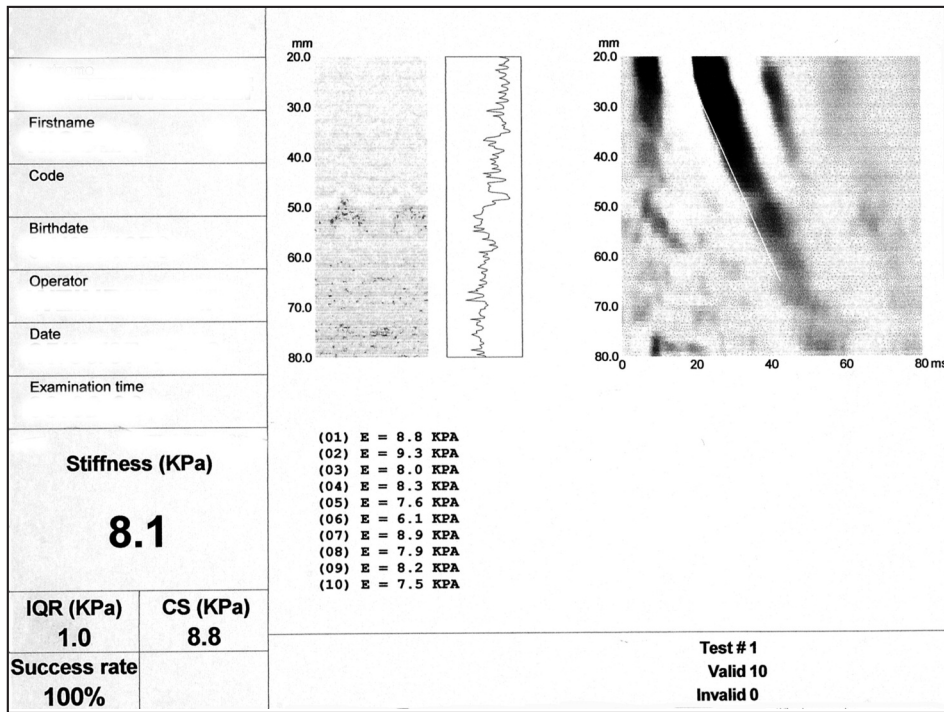 Firstname
Code
Birthdate
Operator
Date
Examination time
Stiffness (KPa)
8.1
IQR (KPa) CS (KPa)
1.0 8.8
Success rate
100%
mm
20.0
30.0
40.0
50.0
60.0
70.0
80.0
mm
20.0
30.0
40.0
50.0
60.0
70.0
80.0
0 20 40 60 80 ms
(01) E = 8.8 KPA
(02) E = 9.3 KPA
(03) E = 8.0 KPA
(04) E = 8.3 KPA
(05) E = 7.6 KPA
(06) E = 6.1 KPA
(07) E = 8.9 KPA
(08) E = 7.9 KPA
(09) E = 8.2 KPA
(10) E = 7.5 KPA
Test # 1
Valid 10
Invalid 0